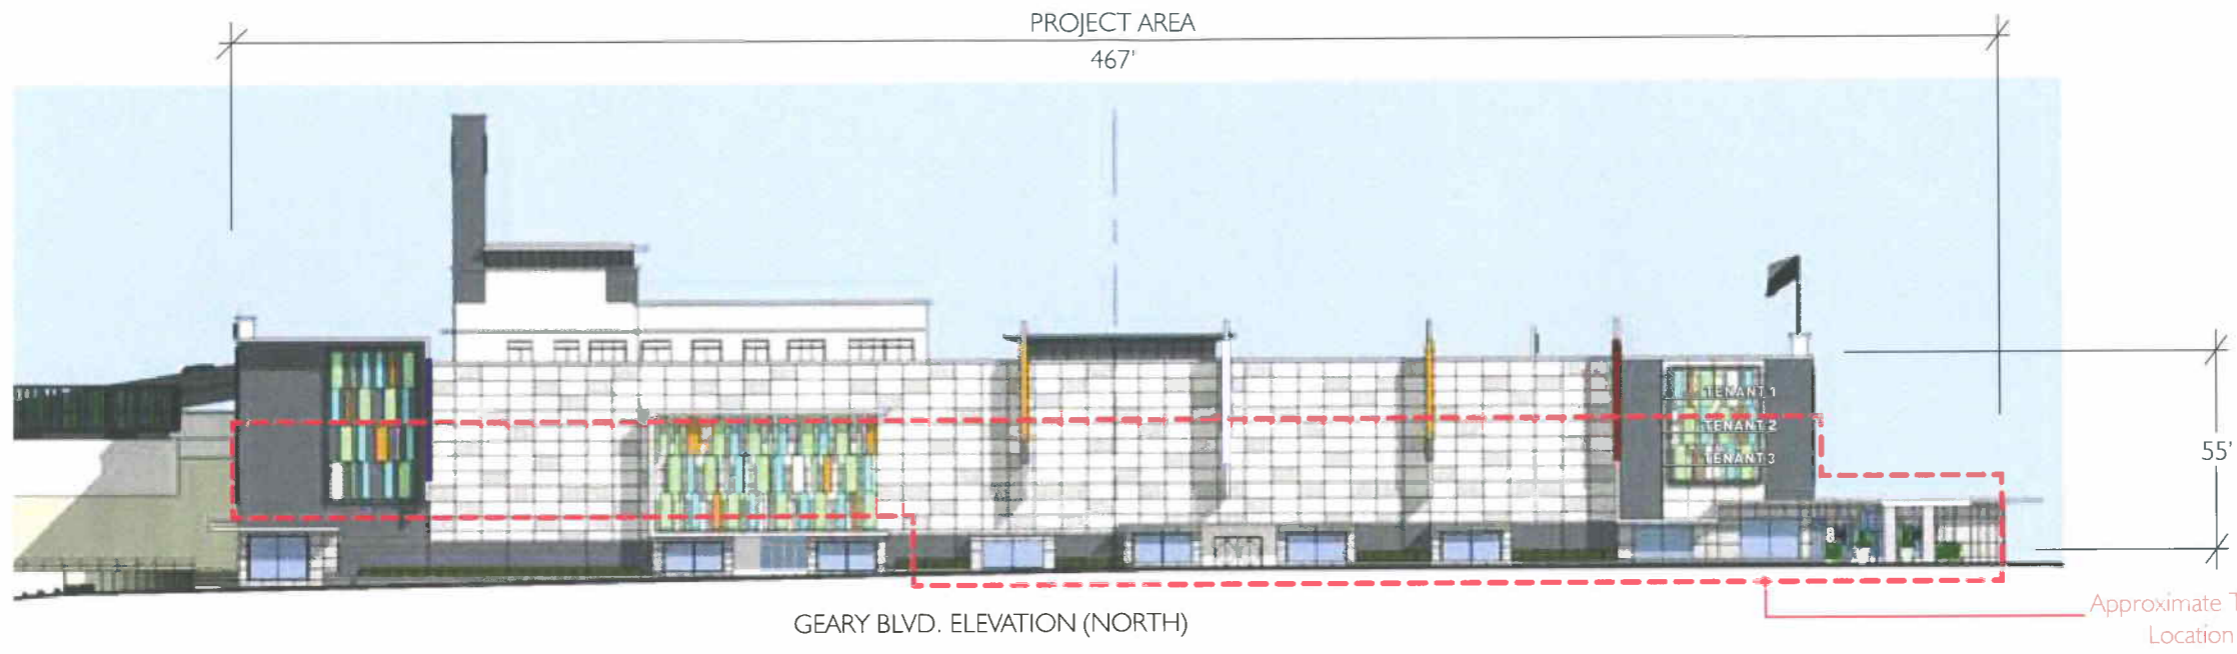 PROJECT AREA
467'
TENANT 1
TENANT 2
TENANT 3
55'
GEARY BLVD. ELEVATION (NORTH)
Approximate T
Location